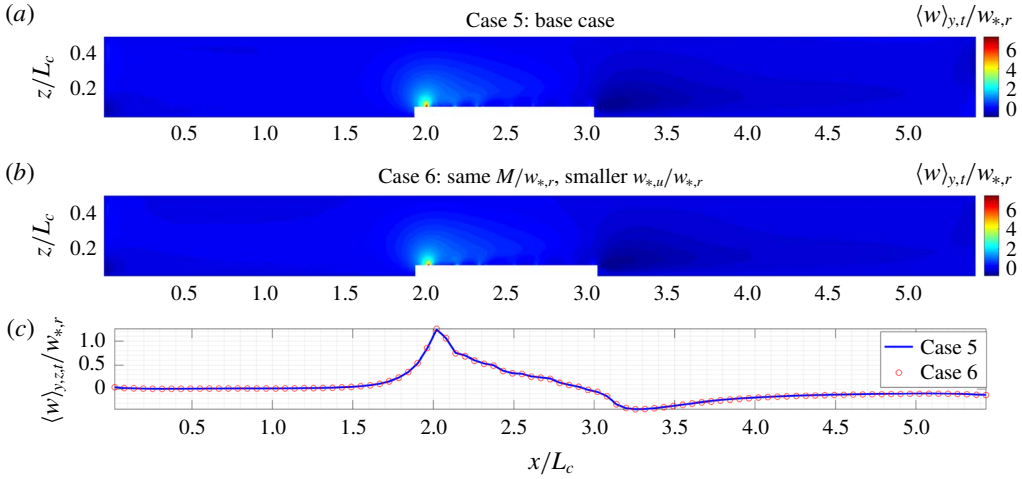 (a)
Case 5: base case
⟨w⟩y,t/w*,r
z/Lc
0.4
0.2
6
4
2
0
0.5 1.0 1.5 2.0 2.5 3.0 3.5 4.0 4.5 5.0
(b)
Case 6: same M/w*,r, smaller w*,u/w*,r
⟨w⟩y,t/w*,r
z/Lc
0.4
0.2
6
4
2
0
0.5 1.0 1.5 2.0 2.5 3.0 3.5 4.0 4.5 5.0
(c)
⟨w⟩y,z,t/w*,r
1.0
0.5
0
Case 5
Case 6
0.5 1.0 1.5 2.0 2.5 3.0 3.5 4.0 4.5 5.0
x/Lc